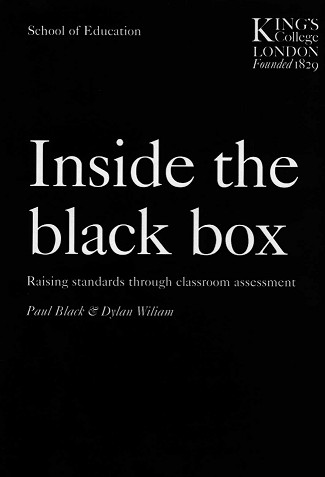 School of Education
KING'S
College
LONDON
Founded 1829
Inside the
black box
Raising standards through classroom assessment
Paul Black & Dylan Wiliam